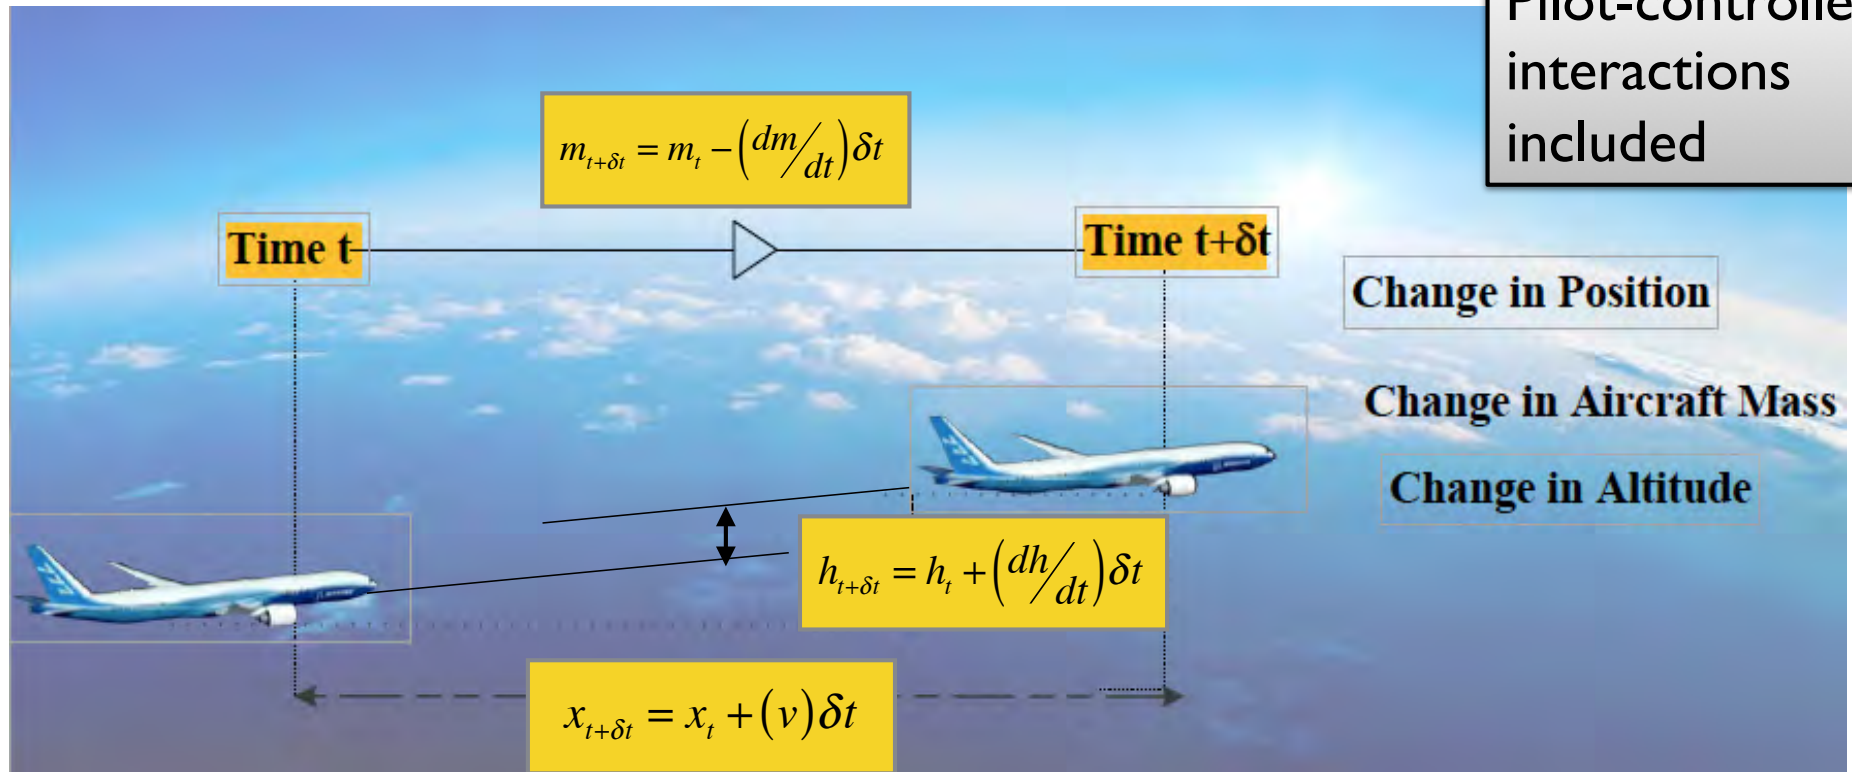 interactions
included
m_{t+δt} = m_t − (dm/dt)δt
Time t
Time t+δt
Change in Position
Change in Aircraft Mass
Change in Altitude
h_{t+δt} = h_t + (dh/dt)δt
x_{t+δt} = x_t + (v)δt